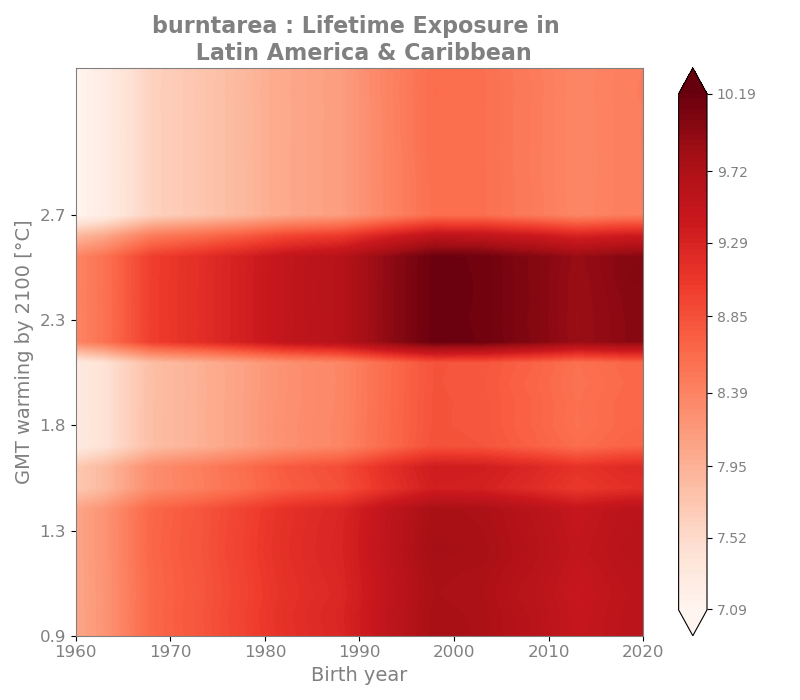 burntarea : Lifetime Exposure in
Latin America & Caribbean
GMT warming by 2100 [°C]
2.7
2.3
1.8
1.3
0.9
1960 1970 1980 1990 2000 2010 2020
Birth year
10.19
9.72
9.29
8.85
8.39
7.95
7.52
7.09